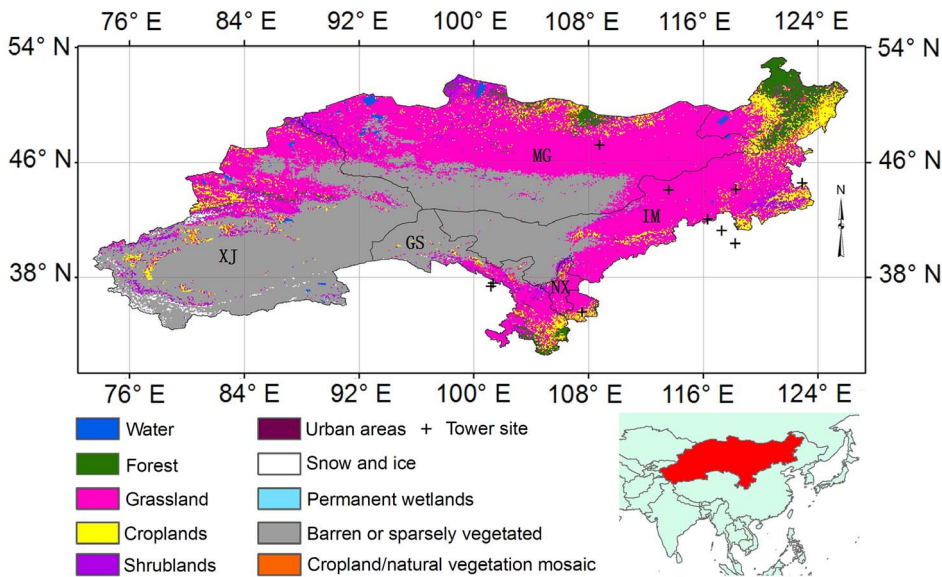 76° E 84° E 92° E 100° E 108° E 116° E 124° E
54° N 54° N
46° N 46° N
38° N 38° N
MG
IM
XJ
GS
NX
N
76° E 84° E 92° E 100° E 108° E 116° E 124° E
Water Urban areas + Tower site
Forest Snow and ice
Grassland Permanent wetlands
Croplands Barren or sparsely vegetated
Shrublands Cropland/natural vegetation mosaic